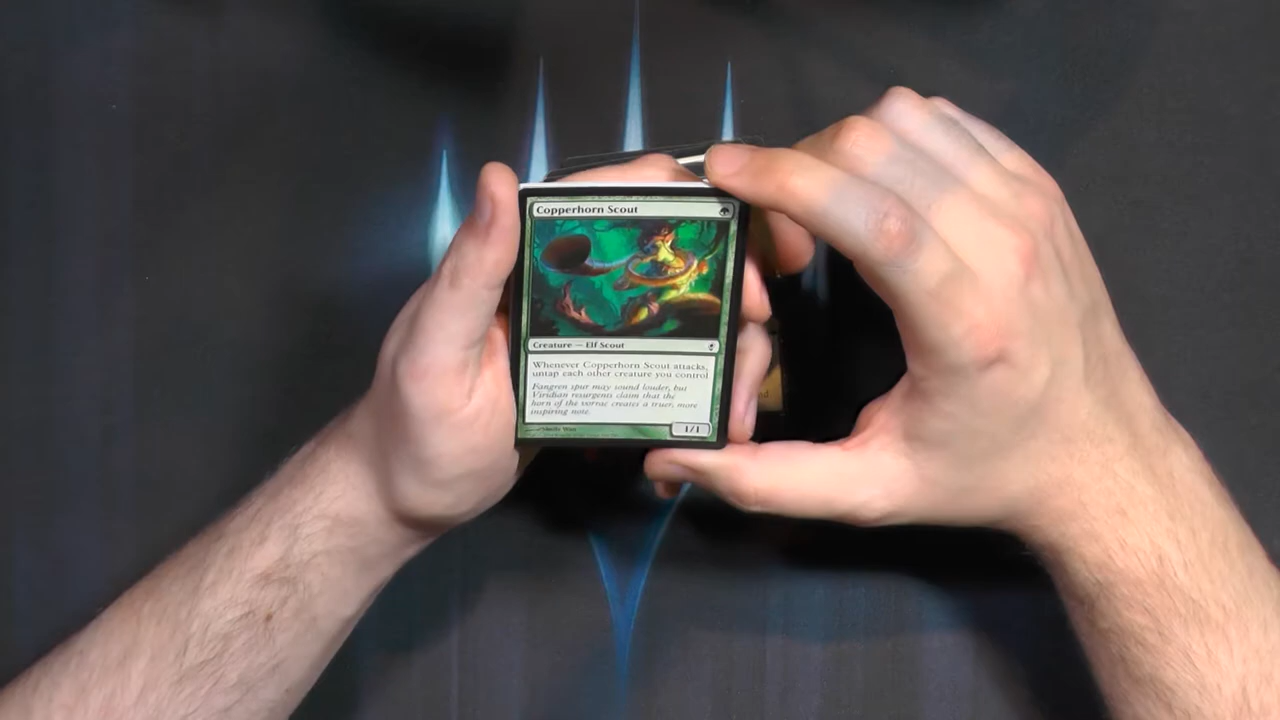 Copperhorn Scout
Creature — Elf Scout
Whenever Copperhorn Scout attacks,
untap each other creature you control
Fangren spur may sound louder, but
Viridian resurgents claim that the
horn of the vorrac creates a truer, more
inspiring note.
1/1